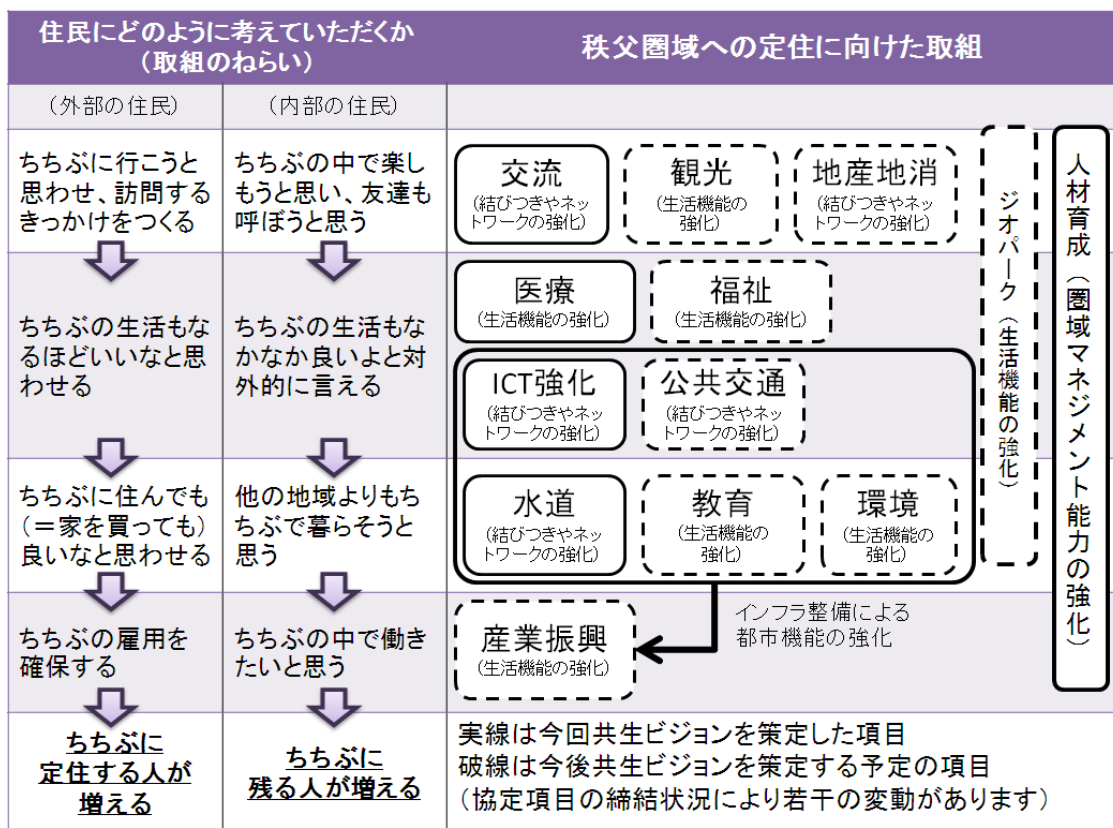 住民にどのように考えていただくか
（取組のねらい）
秩父圏域への定住に向けた取組
（外部の住民）
（内部の住民）
ちちぶに行こうと
思わせ、訪問する
きっかけをつくる
ちちぶの中で楽し
もうと思い、友達も
呼ぼうと思う
交流
(結びつきやネッ
トワークの強化)
観光
(生活機能の
強化)
地産地消
(結びつきやネッ
トワークの強化)
ちちぶの生活もな
るほどいいなと思
わせる
ちちぶの生活もな
かなか良いよと対
外的に言える
医療
(生活機能の強化)
福祉
(生活機能の強化)
ICT強化
(結びつきやネッ
トワークの強化)
公共交通
(結びつきやネッ
トワークの強化)
ちちぶに住んでも
(＝家を買っても)
良いなと思わせる
他の地域よりもち
ちぶで暮らそうと
思う
水道
(結びつきやネッ
トワークの強化)
教育
(生活機能の
強化)
環境
(生活機能の
強化)
ちちぶの雇用を
確保する
ちちぶの中で働き
たいと思う
産業振興
(生活機能の強化)
インフラ整備による
都市機能の強化
ジオパーク（生活機能の強化）
人材育成（圏域マネジメント能力の強化）
ちちぶに
定住する人が
増える
ちちぶに
残る人が増える
実線は今回共生ビジョンを策定した項目
破線は今後共生ビジョンを策定する予定の項目
（協定項目の締結状況により若干の変動があります）